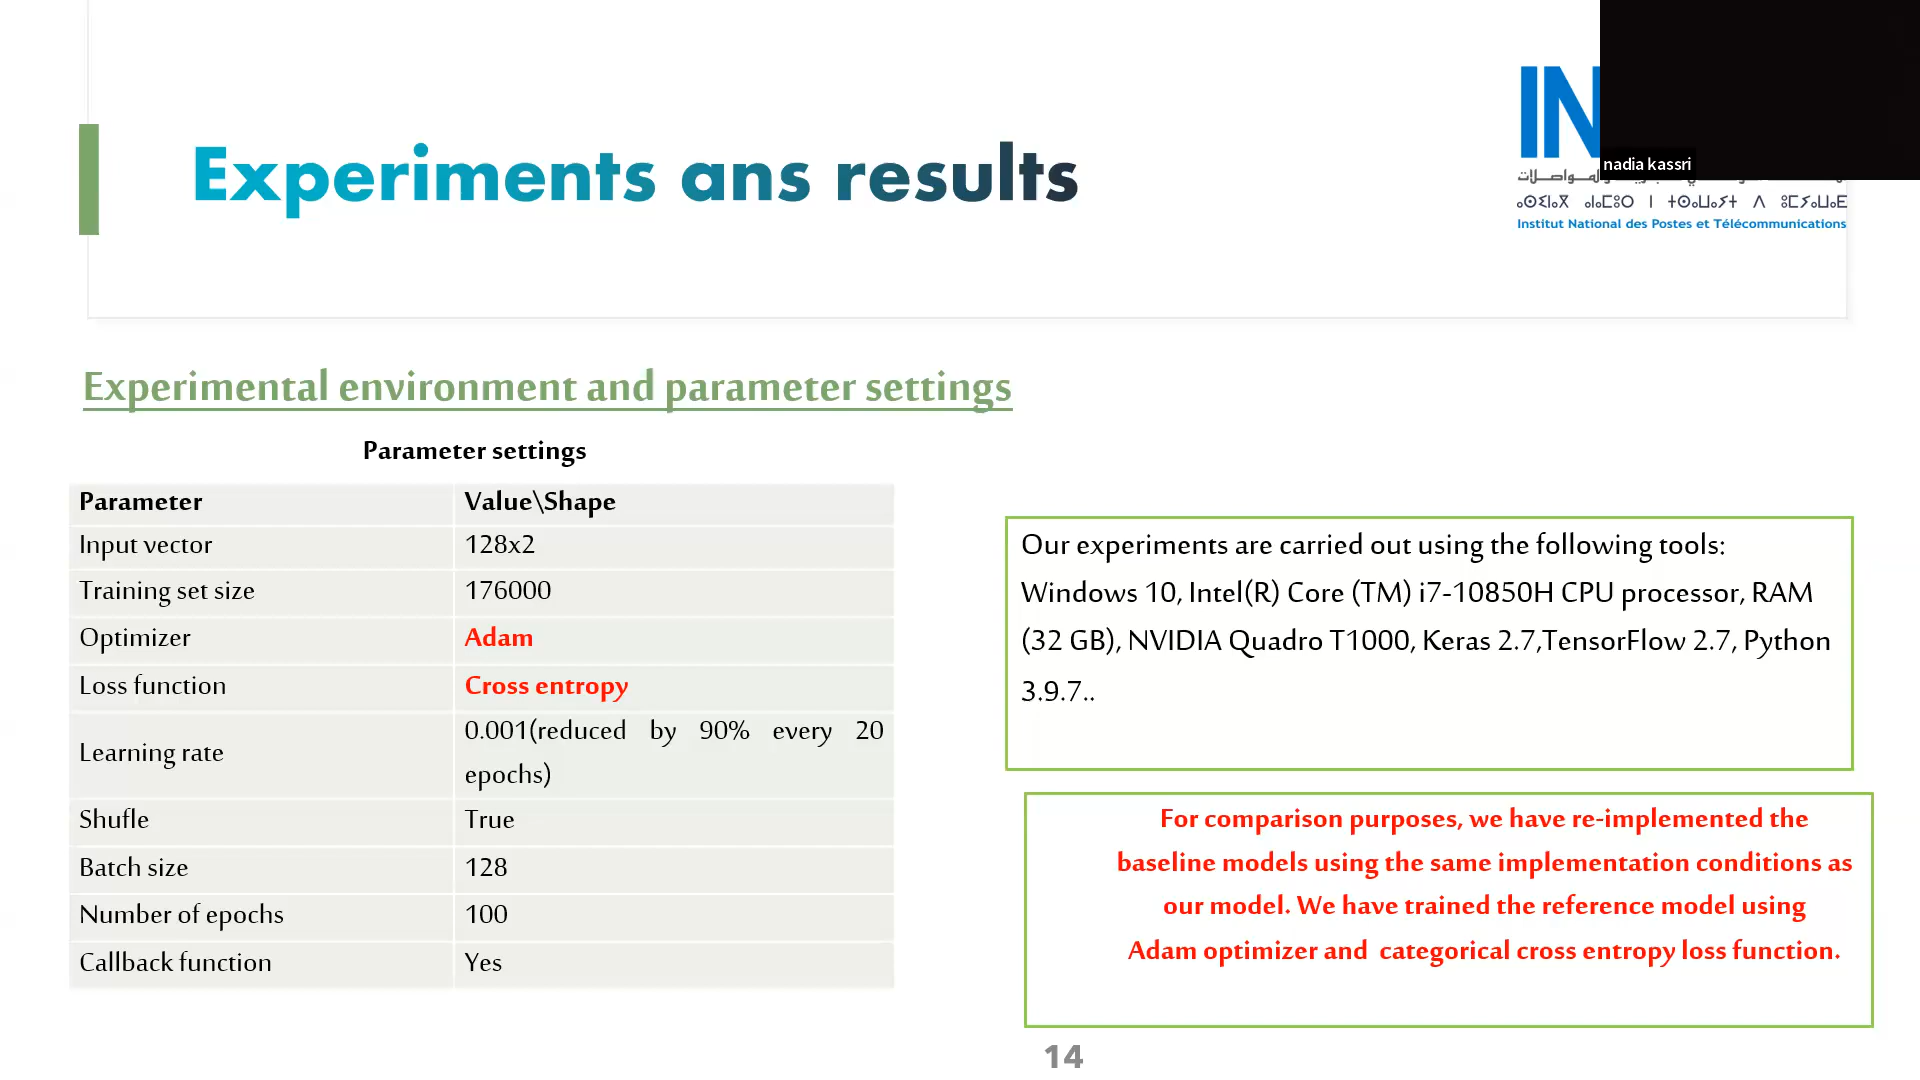 Experiments ans results
IN
nadia kassri
ⴰⵙⵉⵏⴰⴳ ⴰⵏⴰⵎⵓⵔ ⵏ ⵜⵙⴰⵡⴰⵢⵜ ⴷ ⵓⵎⵢⴰⵡⴰⴹ
Institut National des Postes et Télécommunications
Experimental environment and parameter settings
Parameter settings
Parameter Value\Shape
Input vector 128x2
Training set size 176000
Optimizer Adam
Loss function Cross entropy
Learning rate 0.001(reduced by 90% every 20
epochs)
Shufle True
Batch size 128
Number of epochs 100
Callback function Yes
Our experiments are carried out using the following tools:
Windows 10, Intel(R) Core (TM) i7-10850H CPU processor, RAM
(32 GB), NVIDIA Quadro T1000, Keras 2.7,TensorFlow 2.7, Python
3.9.7..
For comparison purposes, we have re-implemented the
baseline models using the same implementation conditions as
our model. We have trained the reference model using
Adam optimizer and categorical cross entropy loss function.
14